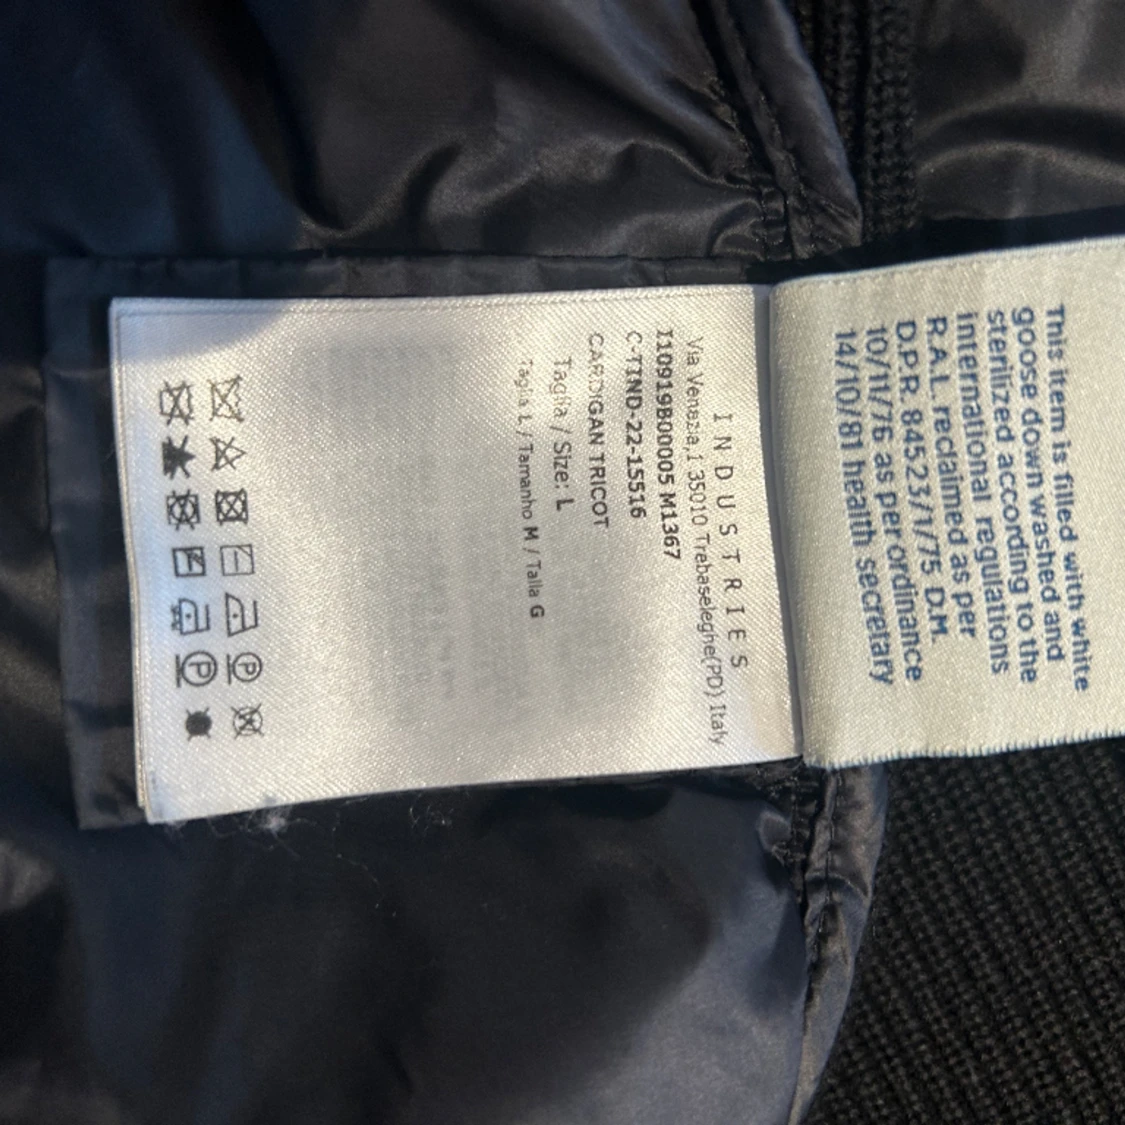 INDUSTRIES
Via Venezia,1 35010 Trebaseleghe(PD) Italy
I10919B00005 M1367
C-TIND-22-15516
CARDIGAN TRICOT
Taglia / Size: L
Taglia L / Tamanho M / Talla G
This item is filled with white
goose down washed and
sterilized according to the
international regulations
R.A.L. reclaimed as per
D.P.R. 84523/1/75 D.M.
10/11/76 as per ordinance
14/10/81 health secretary